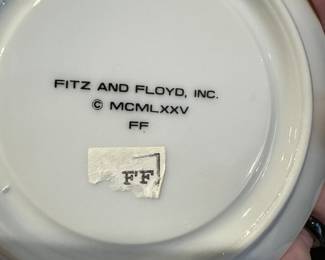 FITZ AND FLOYD, INC.
© MCMLXXV
FF
FF